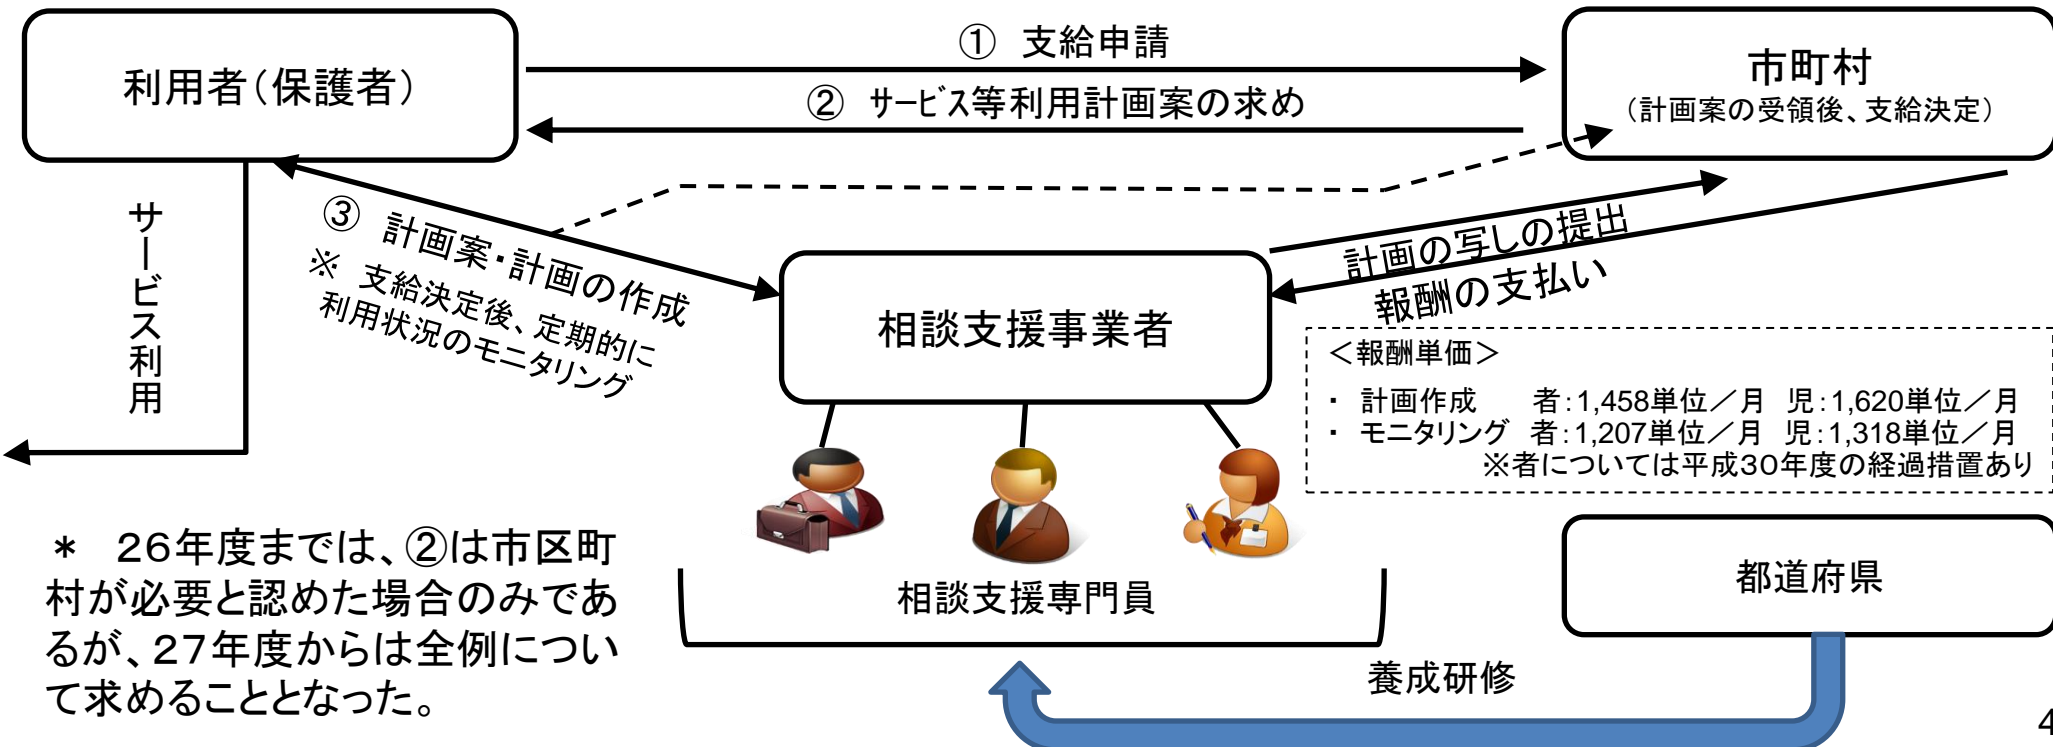 利用者（保護者）
① 支給申請
② サービス等利用計画案の求め
市町村
（計画案の受領後、支給決定）
サービス利用
③ 計画案・計画の作成
※ 支給決定後、定期的に
利用状況のモニタリング
計画の写しの提出
報酬の支払い
相談支援事業者
＜報酬単価＞
・ 計画作成 者：1,458単位／月 児：1,620単位／月
・ モニタリング 者：1,207単位／月 児：1,318単位／月
※者については平成３０年度の経過措置あり
＊ ２６年度までは、②は市区町
村が必要と認めた場合のみであ
るが、２７年度からは全例につい
て求めることとなった。
相談支援専門員
都道府県
養成研修
4